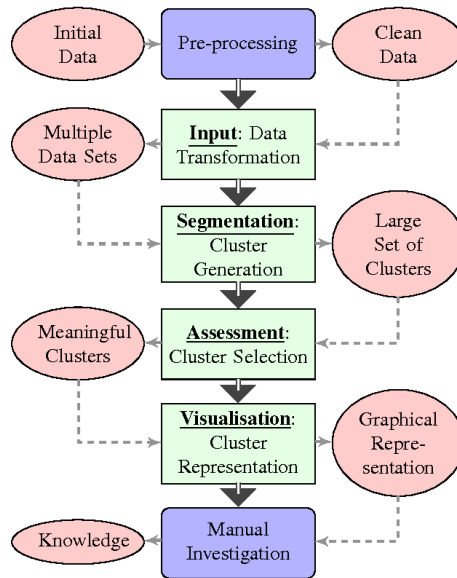 Initial
Data
Pre-processing
Clean
Data
Multiple
Data Sets
Input: Data
Transformation
Segmentation:
Cluster
Generation
Large
Set of
Clusters
Meaningful
Clusters
Assessment:
Cluster Selection
Visualisation:
Cluster
Representation
Graphical
Repre-
sentation
Knowledge
Manual
Investigation